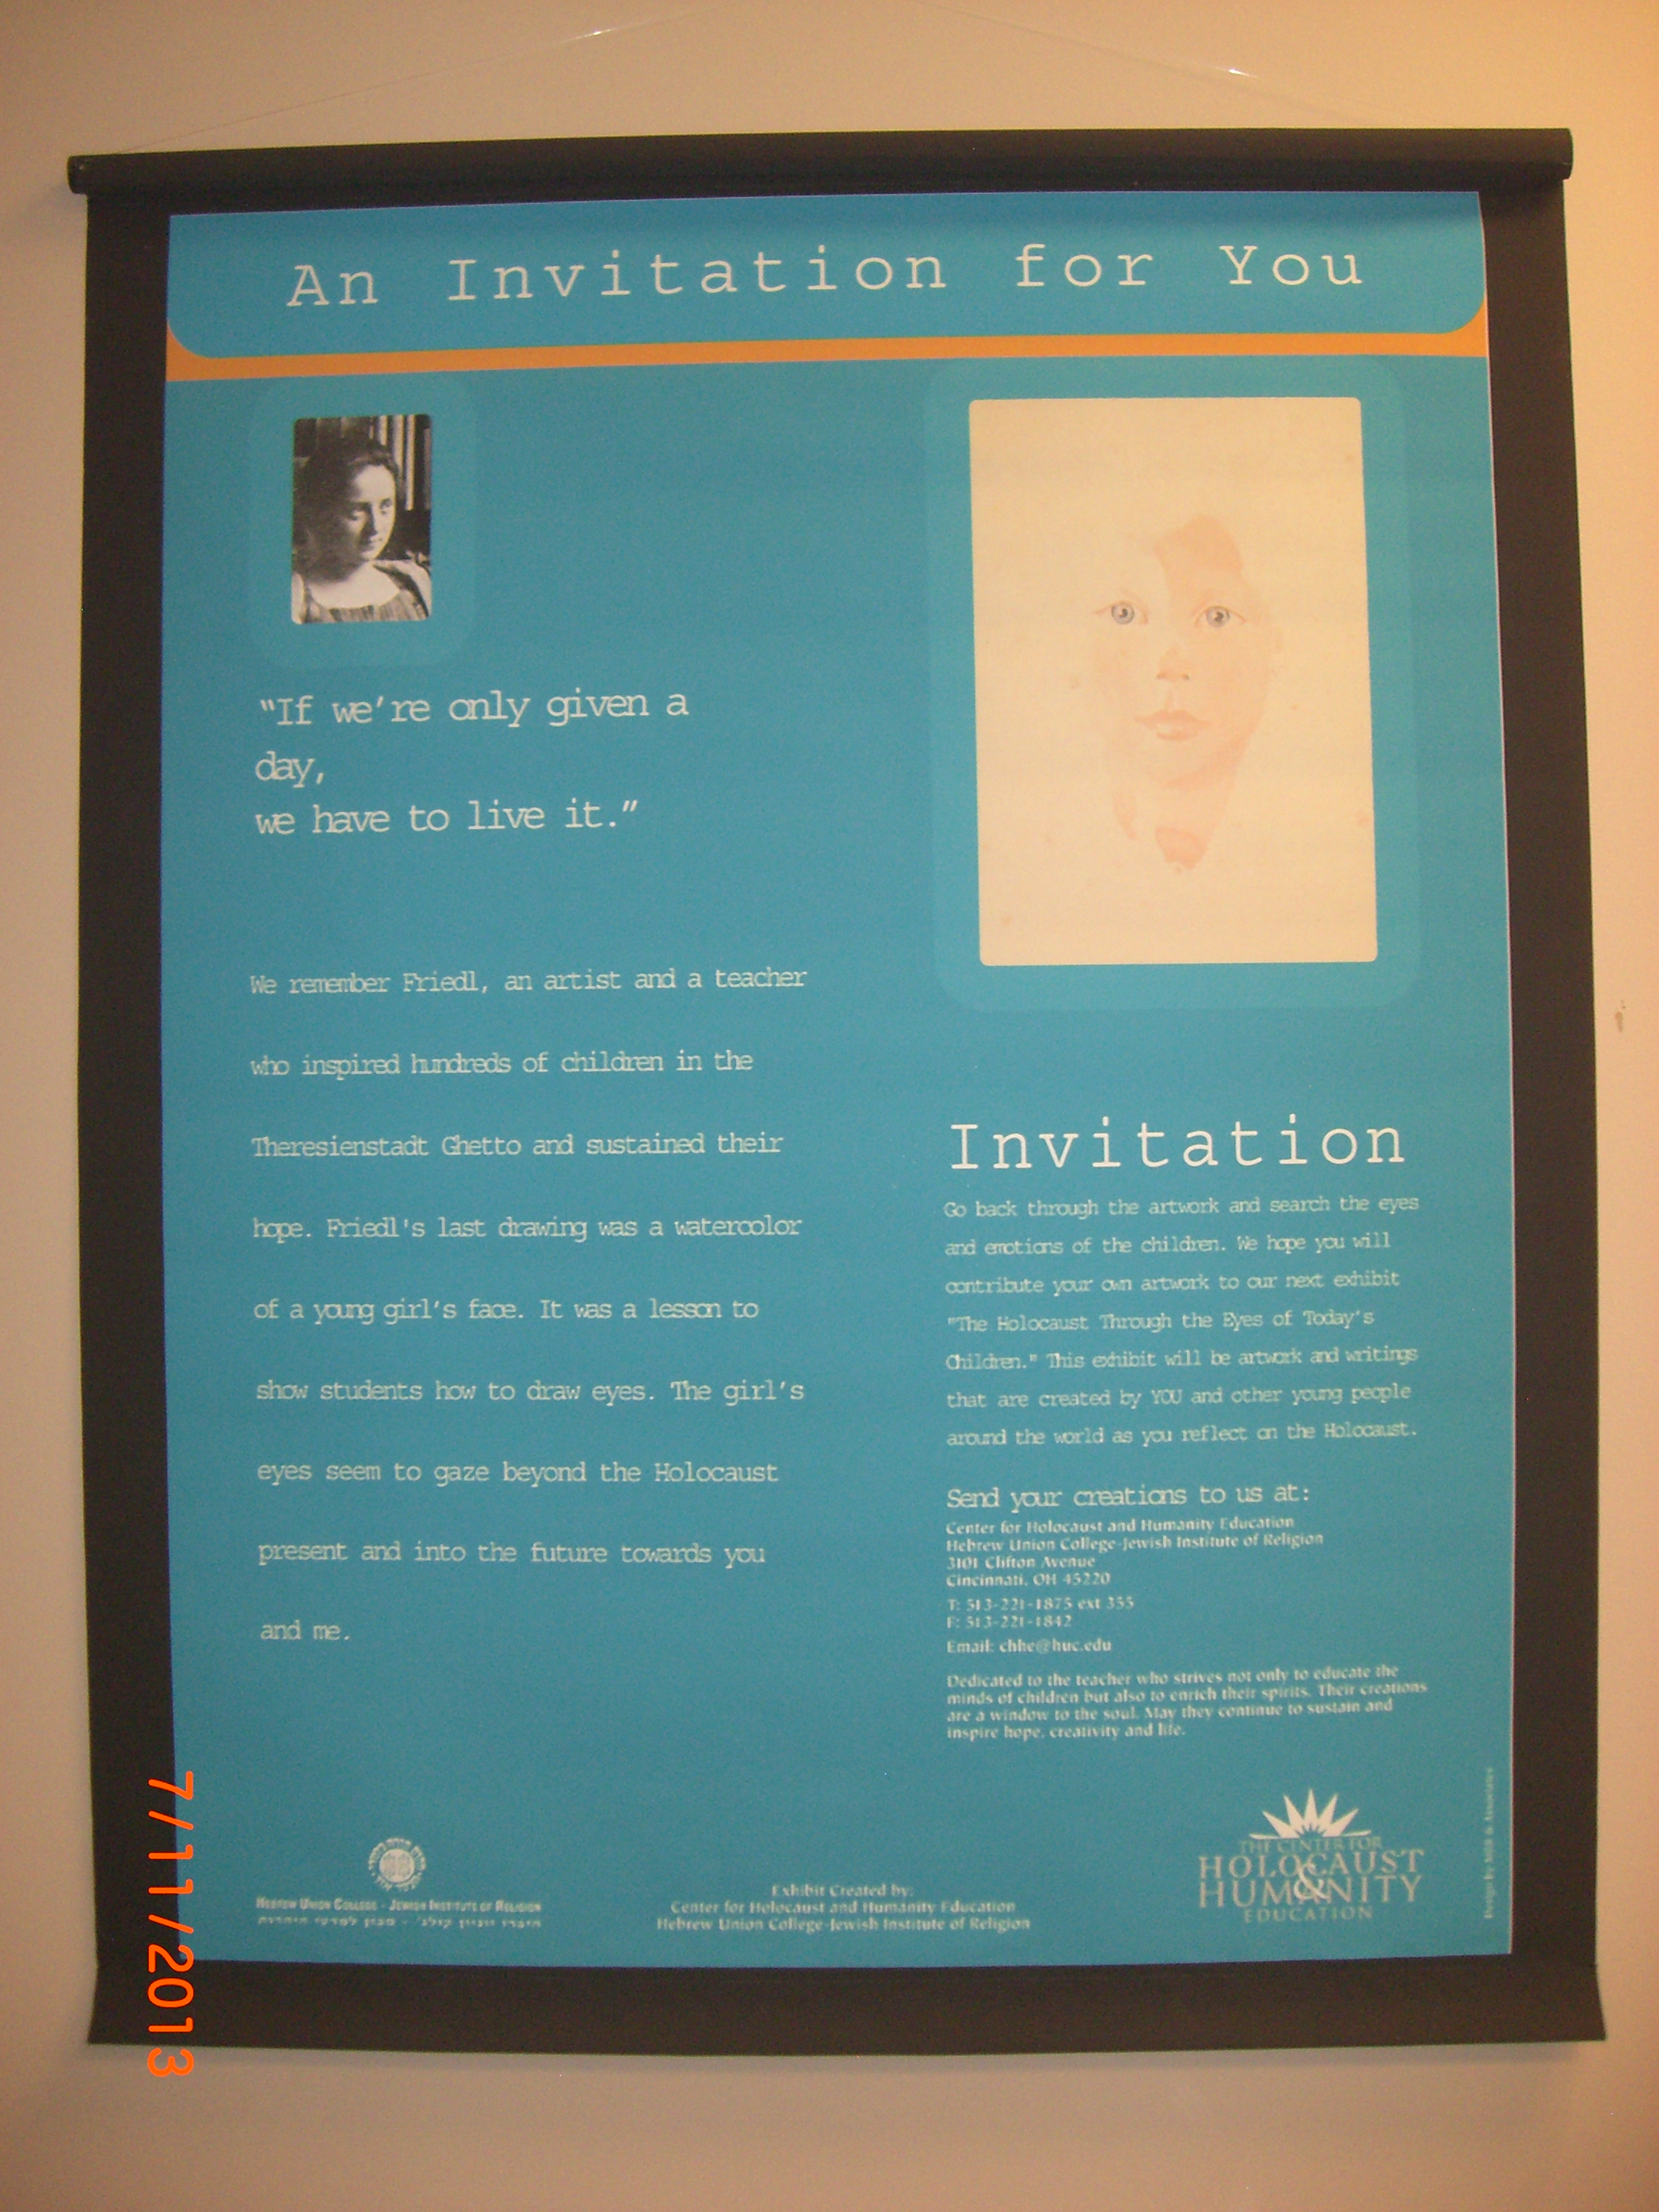 An Invitation for You
"If we're only given a
day,
we have to live it."
We remember Friedl, an artist and a teacher
who inspired hundreds of children in the
Theresienstadt Ghetto and sustained their
hope. Friedl's last drawing was a watercolor
of a young girl's face. It was a lesson to
show students how to draw eyes. The girl's
eyes seem to gaze beyond the Holocaust
present and into the future towards you
and me.
Invitation
Go back through the artwork and search the eyes
and emotions of the children. We hope you will
contribute your own artwork to our next exhibit
"The Holocaust Through the Eyes of Today's
Children." This exhibit will be artwork and writings
that are created by YOU and other young people
around the world as you reflect on the Holocaust.
Send your creations to us at:
Center for Holocaust and Humanity Education
Hebrew Union College-Jewish Institute of Religion
3101 Clifton Avenue
Cincinnati, OH 45220
T: 513-221-1875 ext 355
F: 513-221-1842
Email: chhe@huc.edu
Dedicated to the teacher who strives not only to educate the
minds of children but also to enrich their spirits. Their creations
are a window to the soul. May they continue to sustain and
inspire hope, creativity and life.
HEBREW UNION COLLEGE - JEWISH INSTITUTE OF RELIGION
Exhibit Created by:
Center for Holocaust and Humanity Education
Hebrew Union College-Jewish Institute of Religion
THE CENTER FOR
HOLOCAUST
&
HUMANITY
EDUCATION
Design by & Associates
7/11/2013